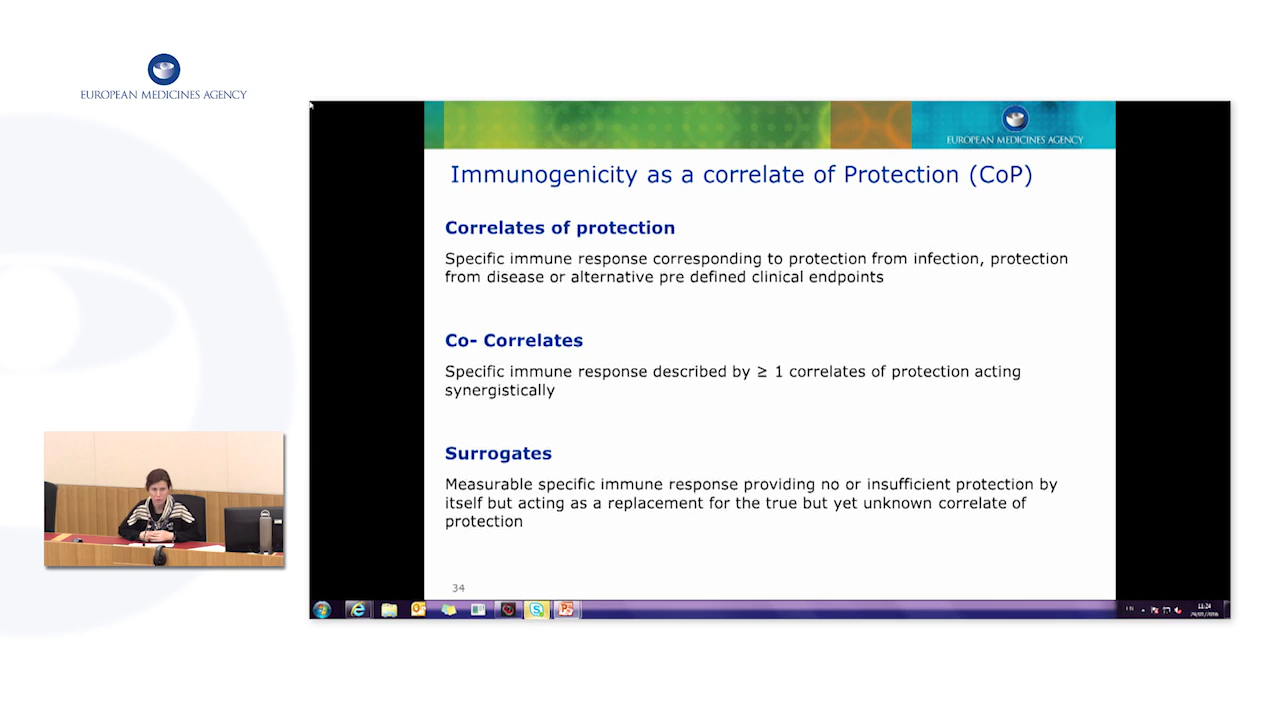 EUROPEAN MEDICINES AGENCY
EUROPEAN MEDICINES AGENCY
Immunogenicity as a correlate of Protection (CoP)
Correlates of protection
Specific immune response corresponding to protection from infection, protection
from disease or alternative pre defined clinical endpoints
Co- Correlates
Specific immune response described by ≥ 1 correlates of protection acting
synergistically
Surrogates
Measurable specific immune response providing no or insufficient protection by
itself but acting as a replacement for the true but yet unknown correlate of
protection
34
11:24